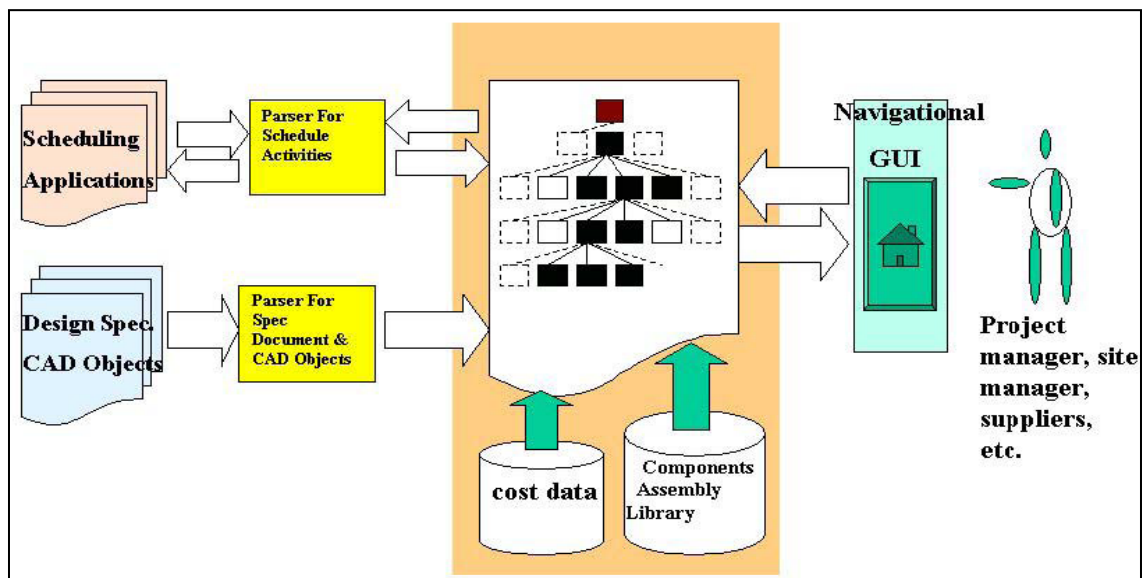 Scheduling
Applications
Parser For
Schedule
Activities
Design Spec.
CAD Objects
Parser For
Spec
Document &
CAD Objects
cost data
Components
Assembly
Library
Navigational
GUI
Project
manager, site
manager,
suppliers,
etc.